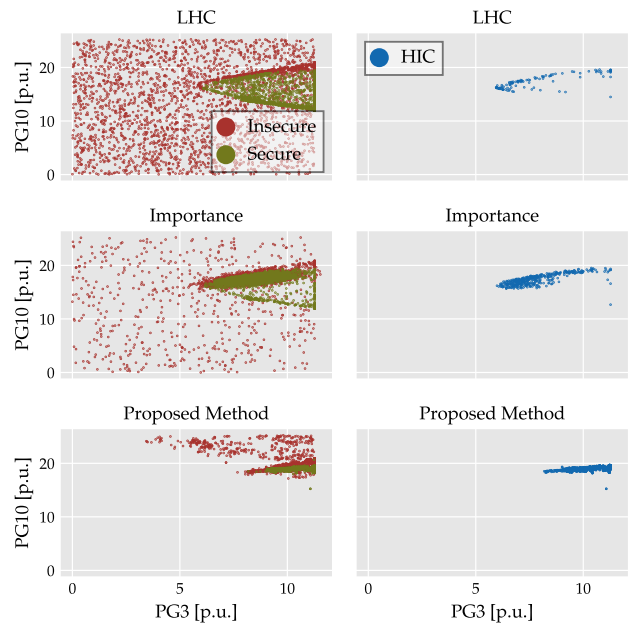 LHC
LHC
PG10 [p.u.]
20
10
0
Insecure
Secure
HIC
Importance
Importance
PG10 [p.u.]
20
10
0
Proposed Method
Proposed Method
PG10 [p.u.]
20
10
0
0
5
10
0
5
10
PG3 [p.u.]
PG3 [p.u.]